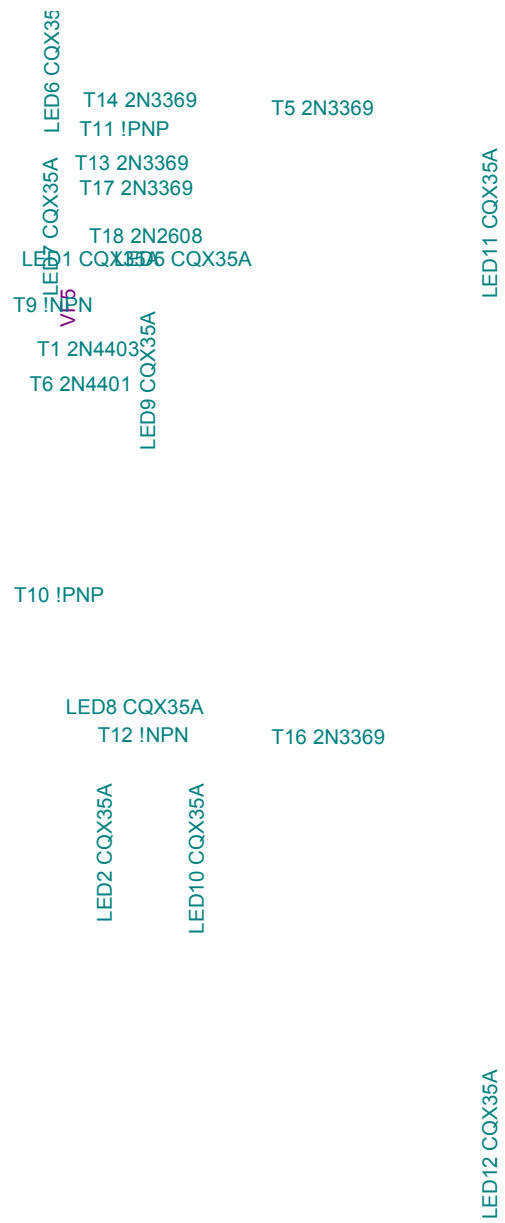 LED6 CQX35
T14 2N3369
T5 2N3369
T11 !PNP
T13 2N3369
LED7 CQX35A
LED11 CQX35A
T17 2N3369
T18 2N2608
LED1 CQX35A
LED5 CQX35A
T9 !NPN
T1 2N4403
LED9 CQX35A
T6 2N4401
T10 !PNP
LED8 CQX35A
T12 !NPN
T16 2N3369
LED2 CQX35A
LED10 CQX35A
LED12 CQX35A